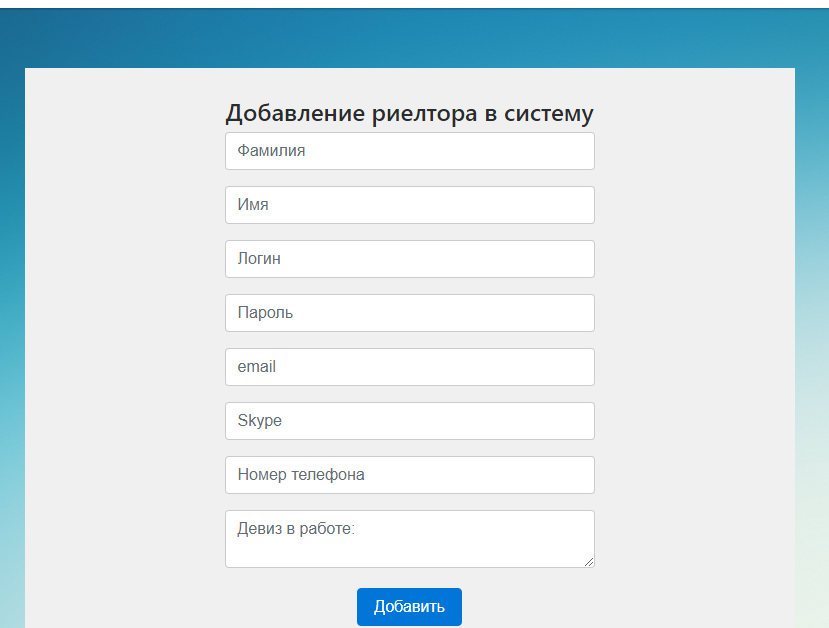 Добавление риелтора в систему
Фамилия
Имя
Логин
Пароль
email
Skype
Номер телефона
Девиз в работе:
Добавить